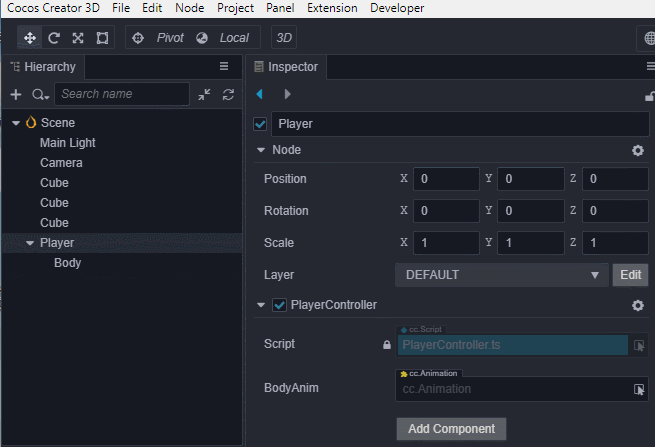 Cocos Creator 3D File Edit Node Project Panel Extension Developer
Pivot Local 3D
Hierarchy
Search name
Scene
Main Light
Camera
Cube
Cube
Cube
Player
Body
Inspector
Player
Node
Position X 0 Y 0 Z 0
Rotation X 0 Y 0 Z 0
Scale X 1 Y 1 Z 1
Layer DEFAULT Edit
PlayerController
cc.Script
Script PlayerController.ts
cc.Animation
BodyAnim cc.Animation
Add Component